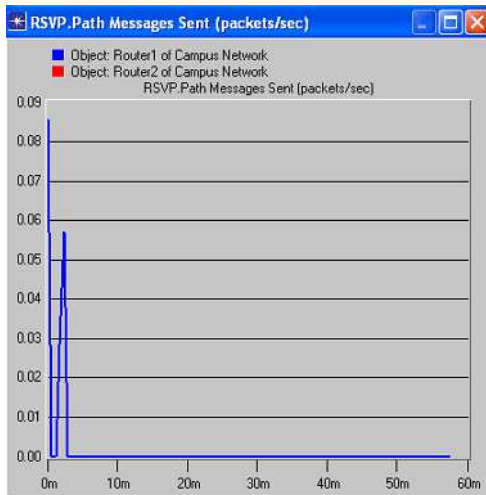 RSVP.Path Messages Sent (packets/sec)
Object: Router1 of Campus Network
Object: Router2 of Campus Network
RSVP.Path Messages Sent (packets/sec)
0.09
0.08
0.07
0.06
0.05
0.04
0.03
0.02
0.01
0.00
0m 10m 20m 30m 40m 50m 60m